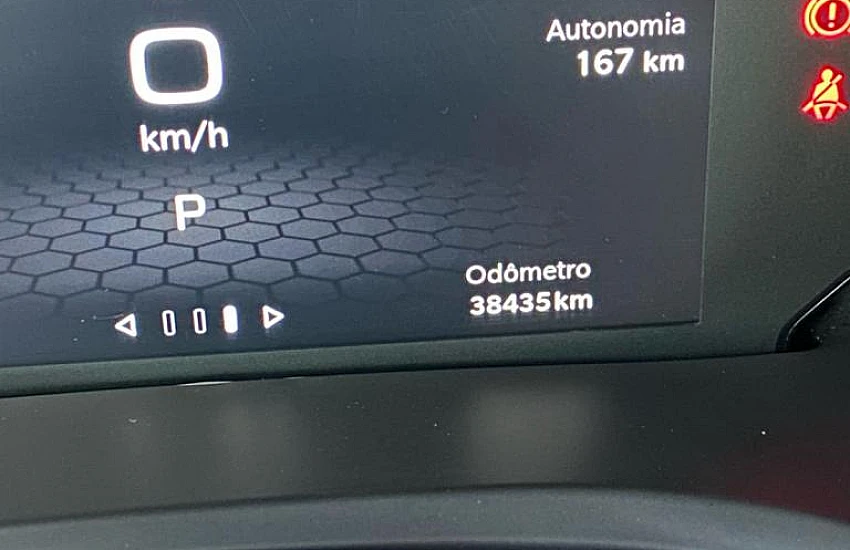 0
km/h
P
Autonomia
167 km
Odômetro
38435km